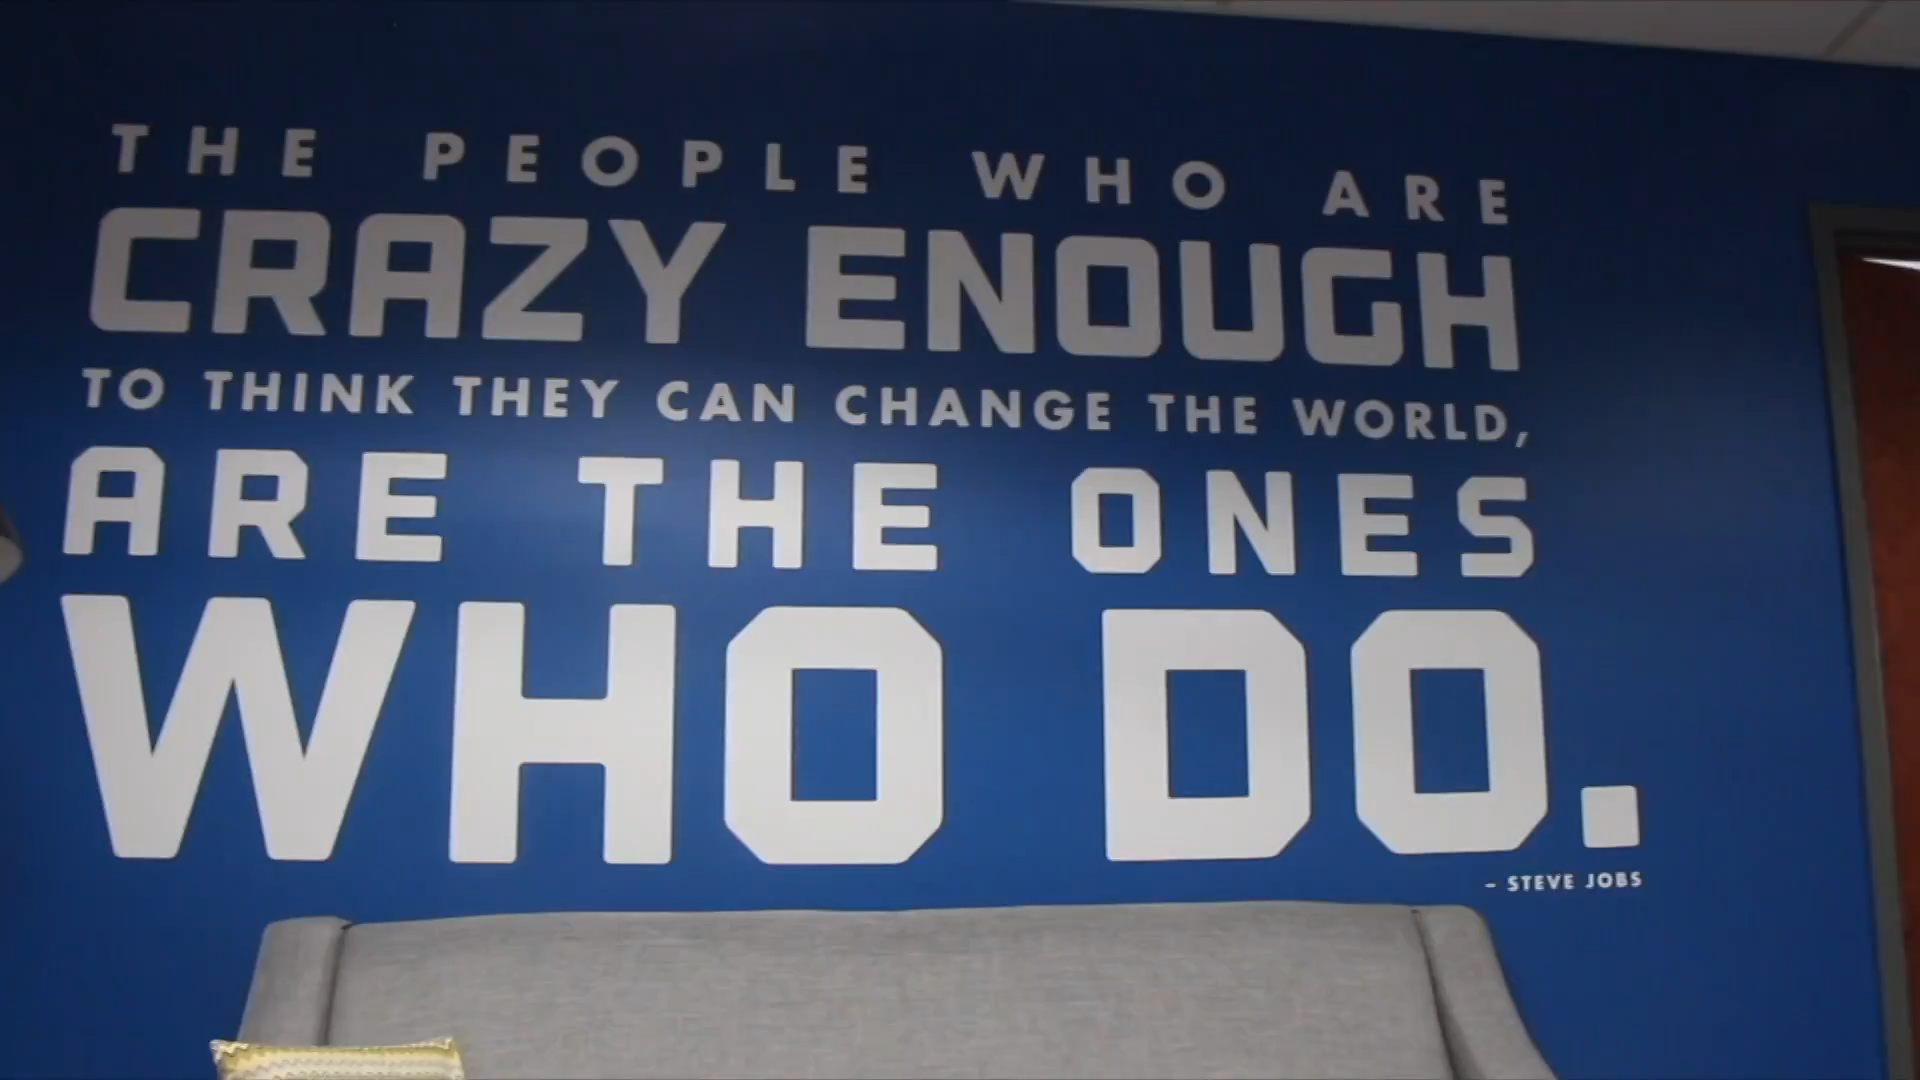 THE PEOPLE WHO ARE
CRAZY ENOUGH
TO THINK THEY CAN CHANGE THE WORLD,
ARE THE ONES
WHO DO.
- STEVE JOBS